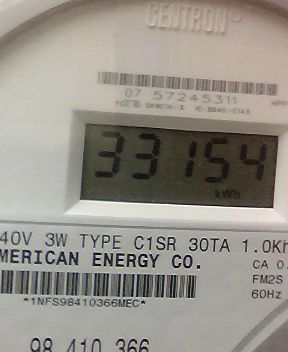 CENTRON®
07 57245311
33154
kWh
40V 3W TYPE C1SR 30TA 1.0Kh
MERICAN ENERGY CO.
CA 0.
FM2S
*1NFS98410366MEC*
60Hz
98 410 366